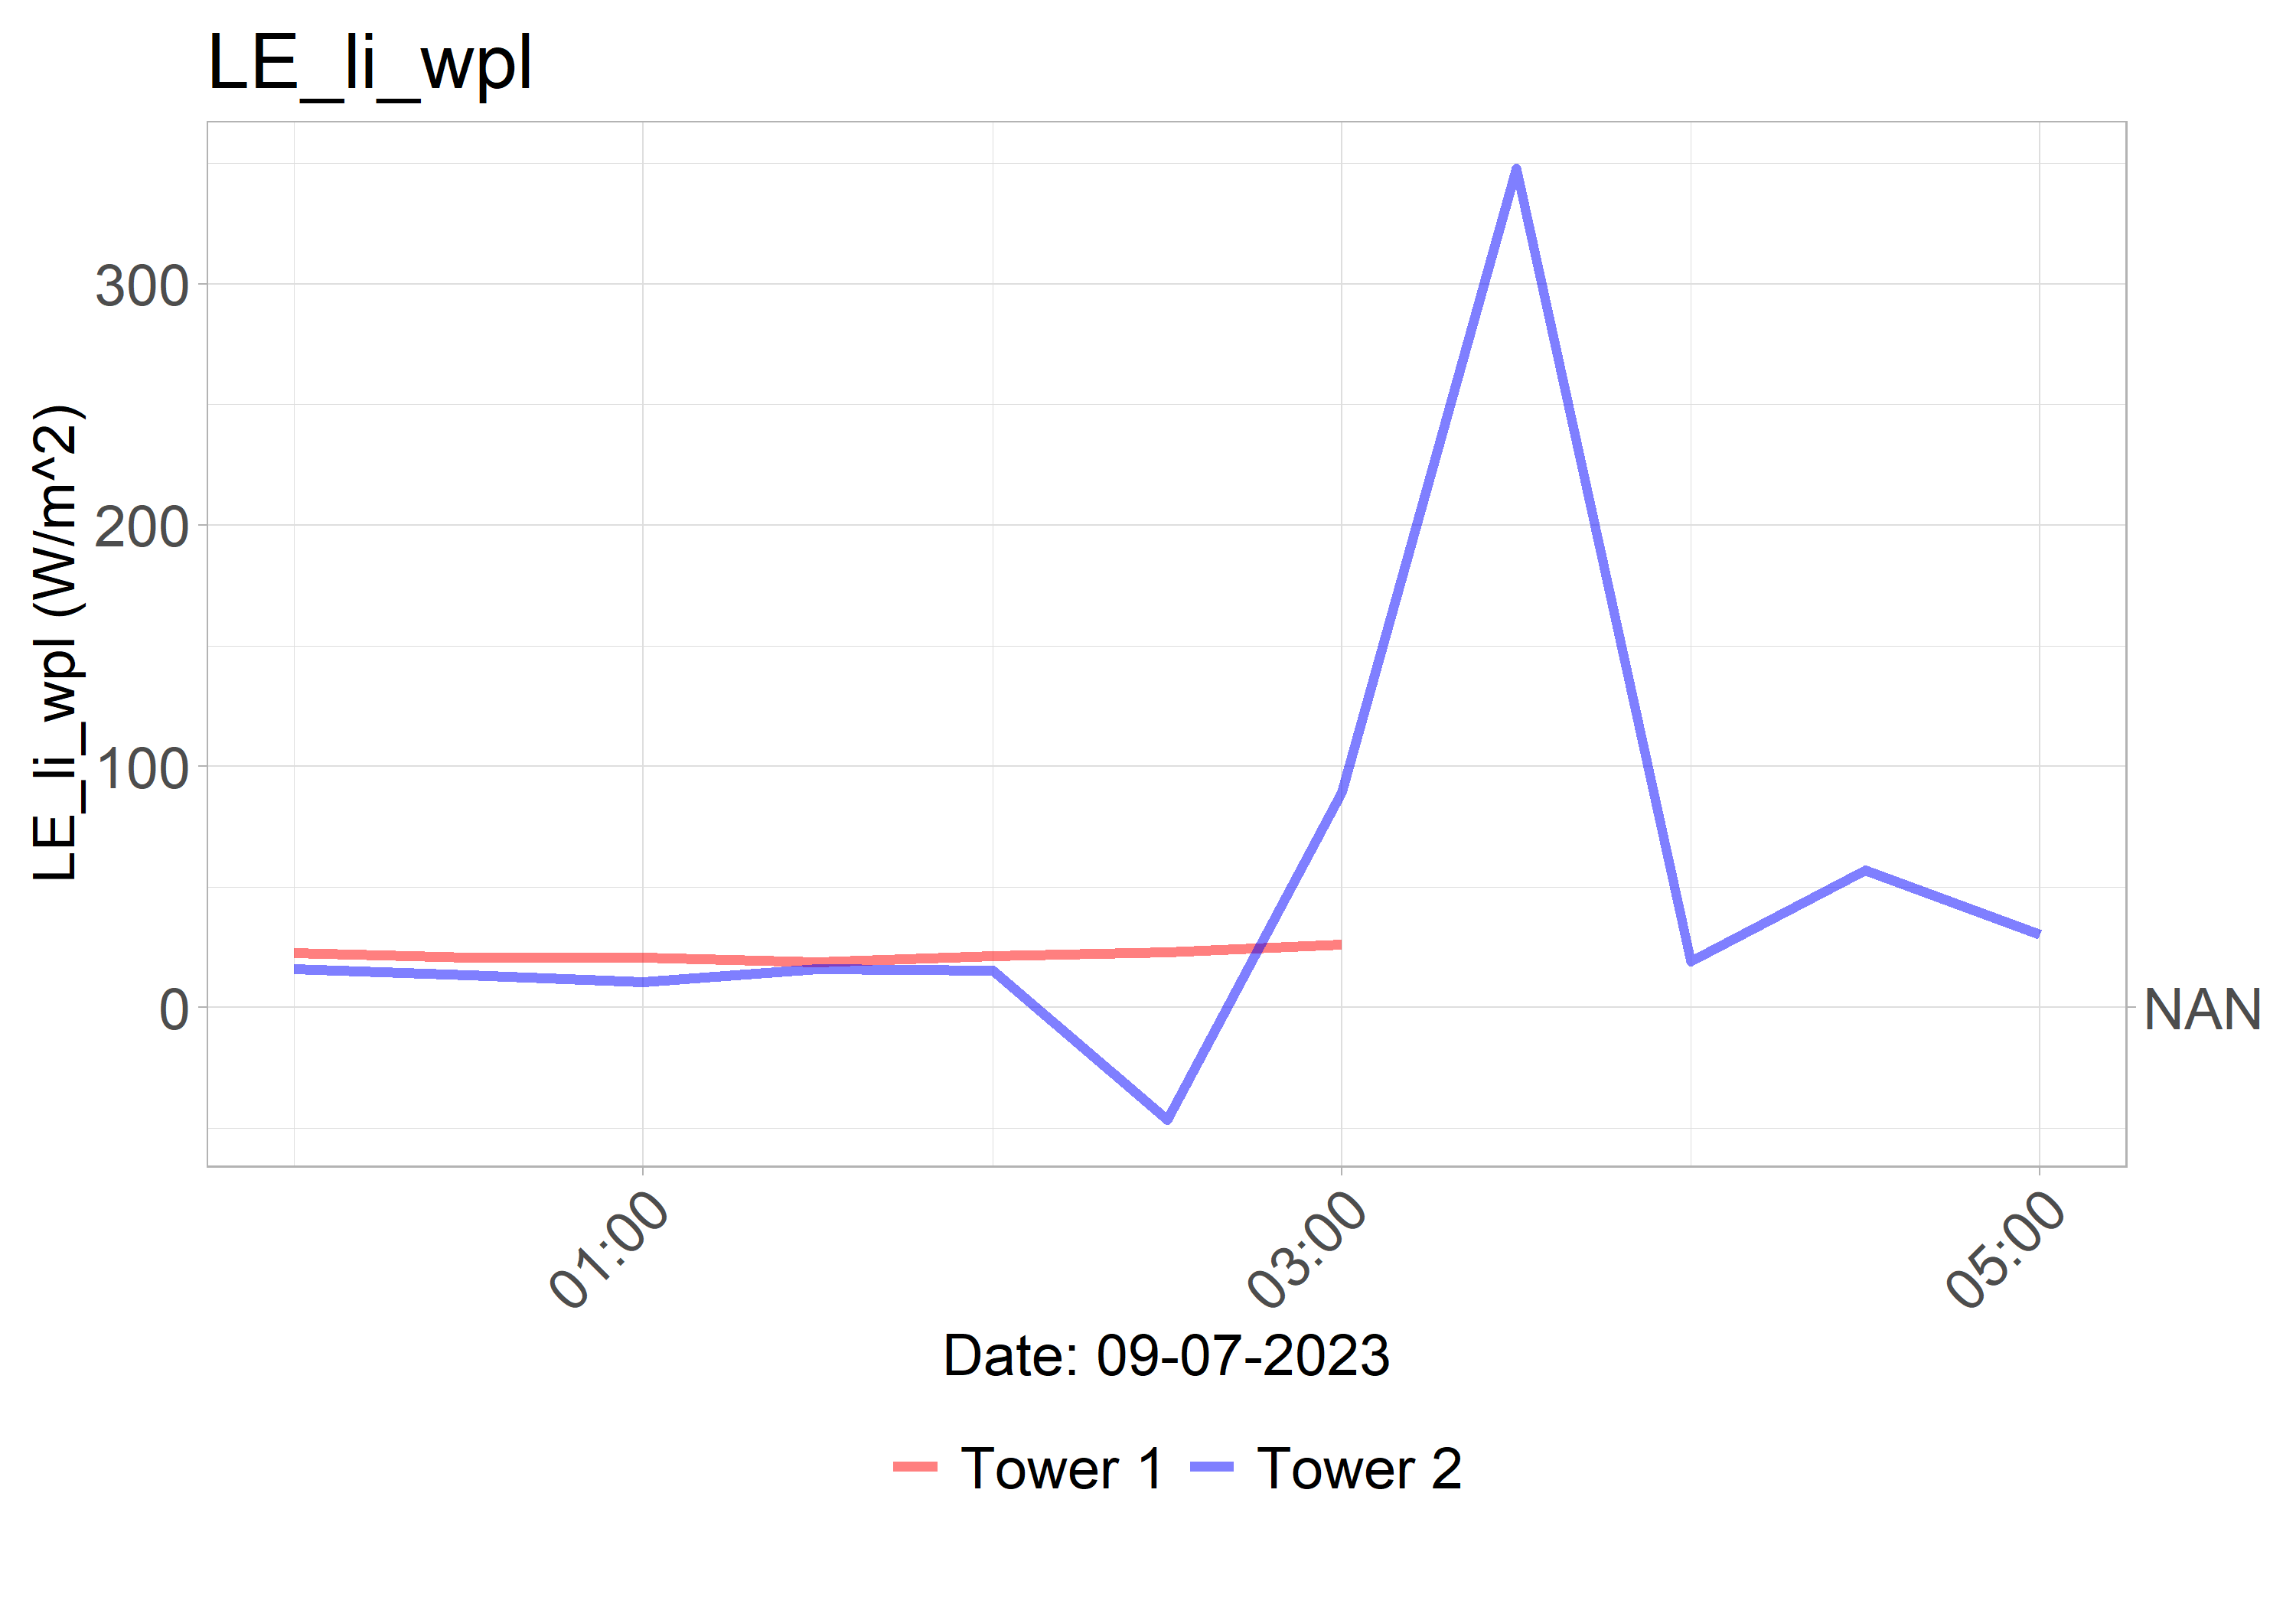 LE_li_wpl
LE_li_wpl (W/m^2)
300
200
100
0
NAN
01:00
03:00
05:00
Date: 09-07-2023
Tower 1
Tower 2